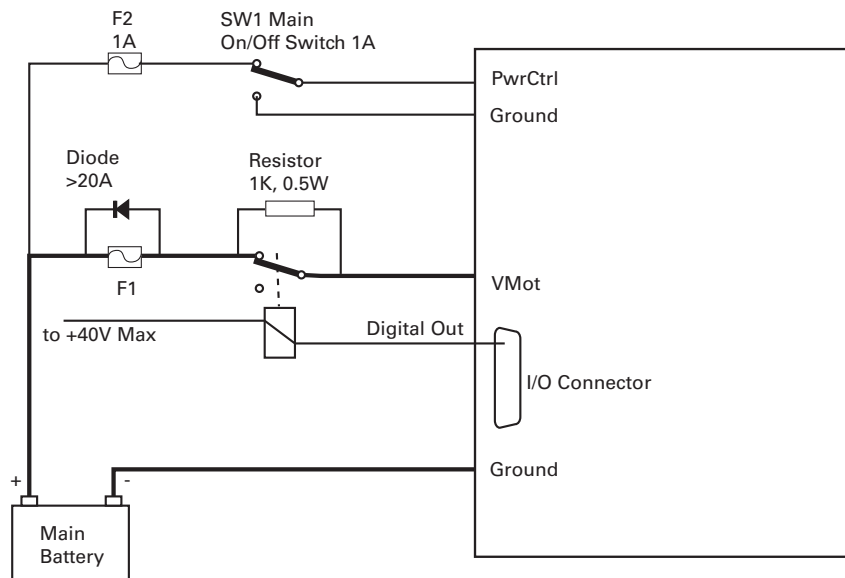 F2
1A
SW1 Main
On/Off Switch 1A
PwrCtrl
Ground
Diode
>20A
Resistor
1K, 0.5W
F1
VMot
to +40V Max
Digital Out
I/O Connector
Ground
+
-
Main
Battery